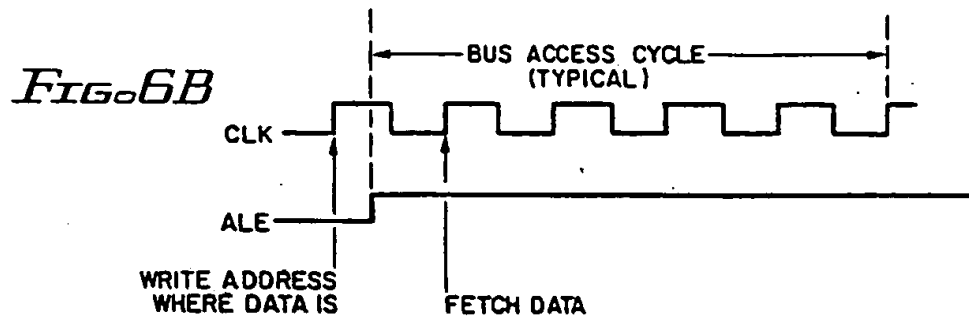 BUS ACCESS CYCLE
(TYPICAL)
FIG. 6B
CLK
ALE
WRITE ADDRESS
WHERE DATA IS
FETCH DATA